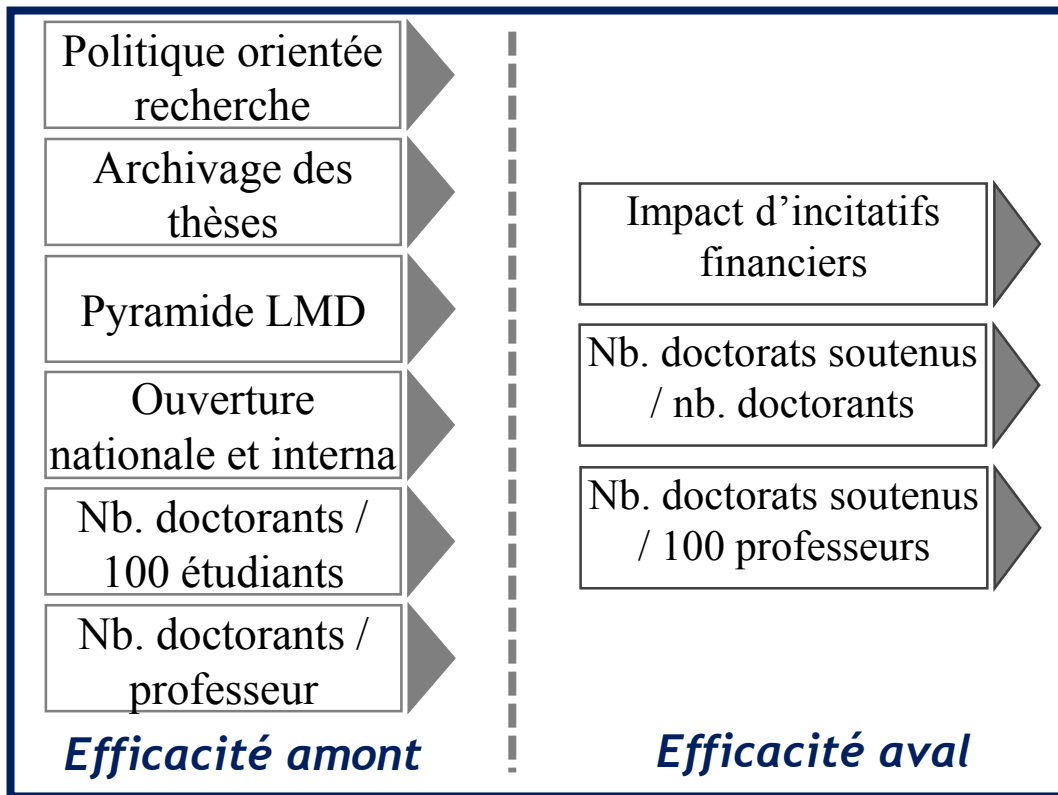 Politique orientée
recherche
Archivage des
thèses
Pyramide LMD
Ouverture
nationale et interna
Nb. doctorants /
100 étudiants
Nb. doctorants /
professeur
Efficacité amont
Impact d’incitatifs
financiers
Nb. doctorats soutenus
/ nb. doctorants
Nb. doctorats soutenus
/ 100 professeurs
Efficacité aval